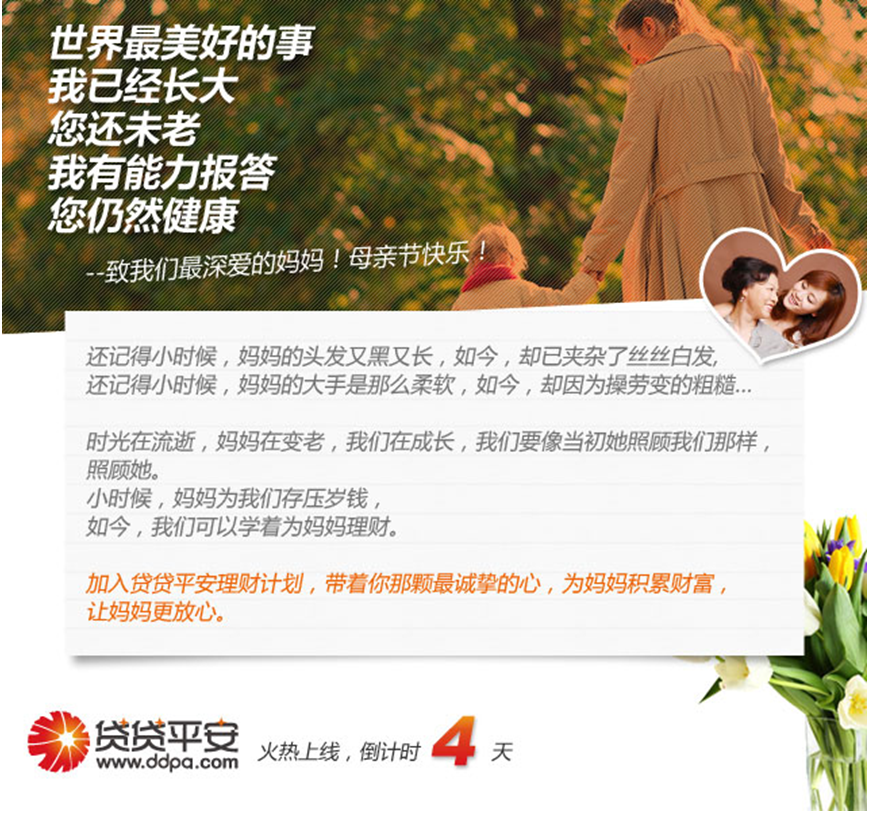 世界最美好的事
我已经长大
您还未老
我有能力报答
您仍然健康
--致我们最深爱的妈妈！母亲节快乐！
还记得小时候，妈妈的头发又黑又长，如今，却已夹杂了丝丝白发,
还记得小时候，妈妈的大手是那么柔软，如今，却因为操劳变的粗糙...
时光在流逝，妈妈在变老，我们在成长，我们要像当初她照顾我们那样，
照顾她。
小时候，妈妈为我们存压岁钱，
如今，我们可以学着为妈妈理财。
加入贷贷平安理财计划，带着你那颗最诚挚的心，为妈妈积累财富，
让妈妈更放心。
贷贷平安
www.ddpa.com
火热上线，倒计时 4 天